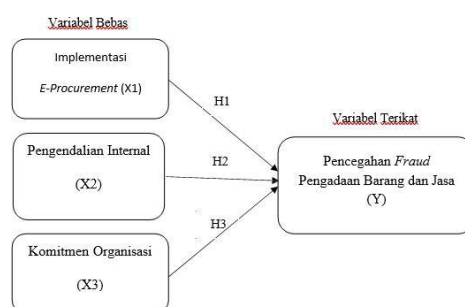 Variabel Bebas
Implementasi
E-Procurement (X1)
H1
Variabel Terikat
Pengendalian Internal
(X2)
H2
Pencegahan Fraud
Pengadaan Barang dan Jasa
(Y)
H3
Komitmen Organisasi
(X3)